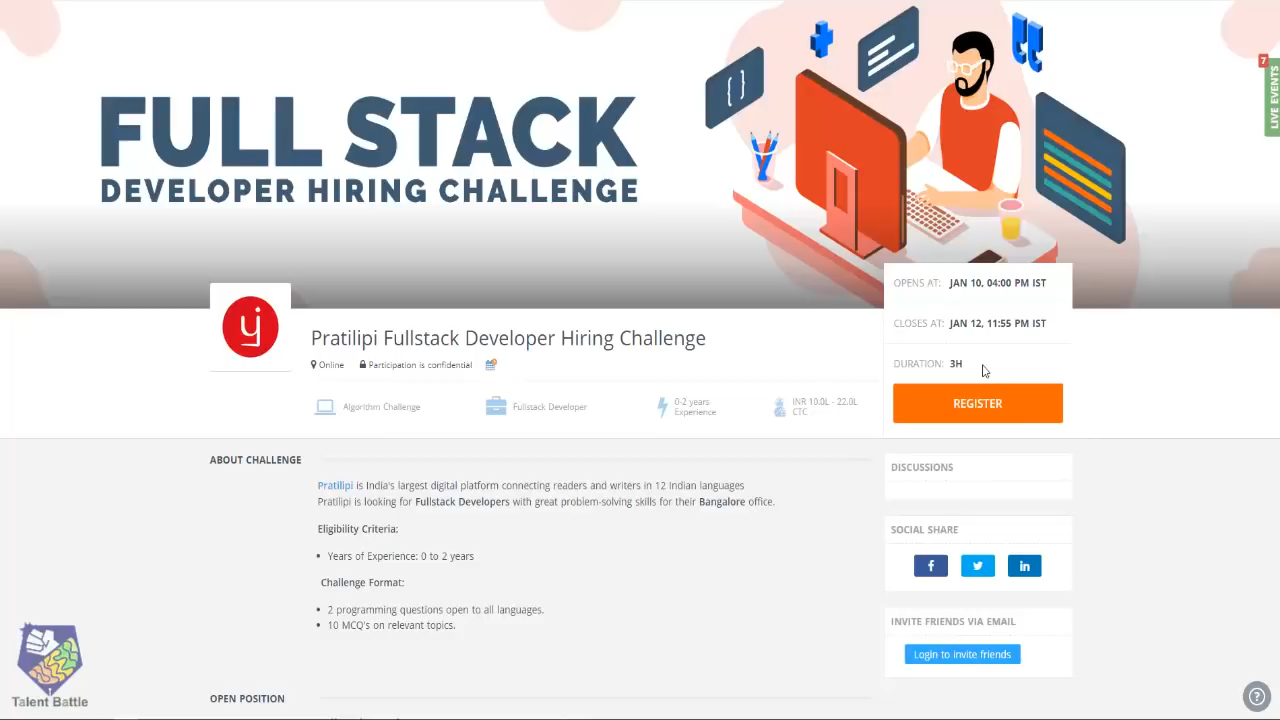 FULL STACK
DEVELOPER HIRING CHALLENGE
7
LIVE EVENTS
OPENS AT: JAN 10, 04:00 PM IST
CLOSES AT: JAN 12, 11:55 PM IST
DURATION: 3H
REGISTER
Pratilipi Fullstack Developer Hiring Challenge
Online Participation is confidential
Algorithm Challenge
Fullstack Developer
0-2 years
Experience
INR 10.0L - 22.0L
CTC
ABOUT CHALLENGE
Pratilipi is India's largest digital platform connecting readers and writers in 12 Indian languages
Pratilipi is looking for Fullstack Developers with great problem-solving skills for their Bangalore office.
Eligibility Criteria:
• Years of Experience: 0 to 2 years
Challenge Format:
• 2 programming questions open to all languages.
• 10 MCQ's on relevant topics.
OPEN POSITION
DISCUSSIONS
SOCIAL SHARE
INVITE FRIENDS VIA EMAIL
Login to invite friends
Talent Battle